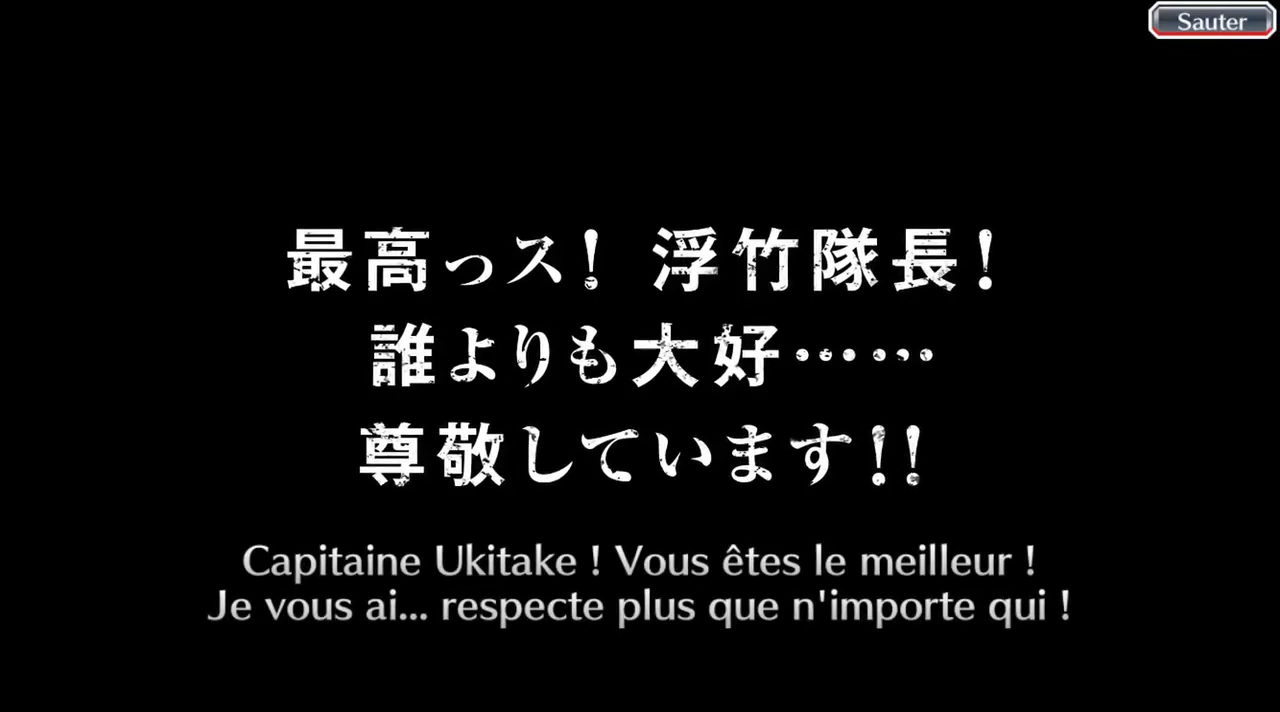 Sauter
最高っス！ 浮竹隊長！
誰よりも大好……
尊敬しています！！
Capitaine Ukitake ! Vous êtes le meilleur !
Je vous ai... respecte plus que n'importe qui !